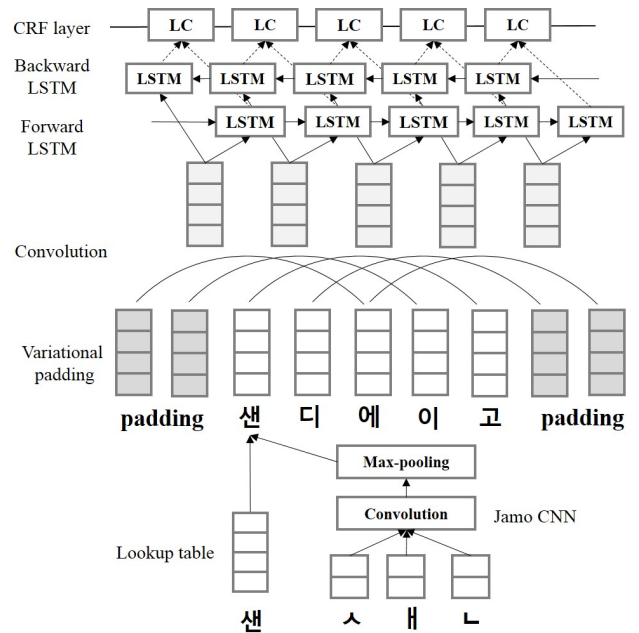 CRF layer LC LC LC LC LC
Backward LSTM LSTM LSTM LSTM LSTM LSTM
Forward LSTM LSTM LSTM LSTM LSTM LSTM
Convolution
Variational padding
padding 샌 디 에 이 고 padding
Max-pooling
Convolution Jamo CNN
Lookup table
샌 ㅅ ㅐ ㄴ